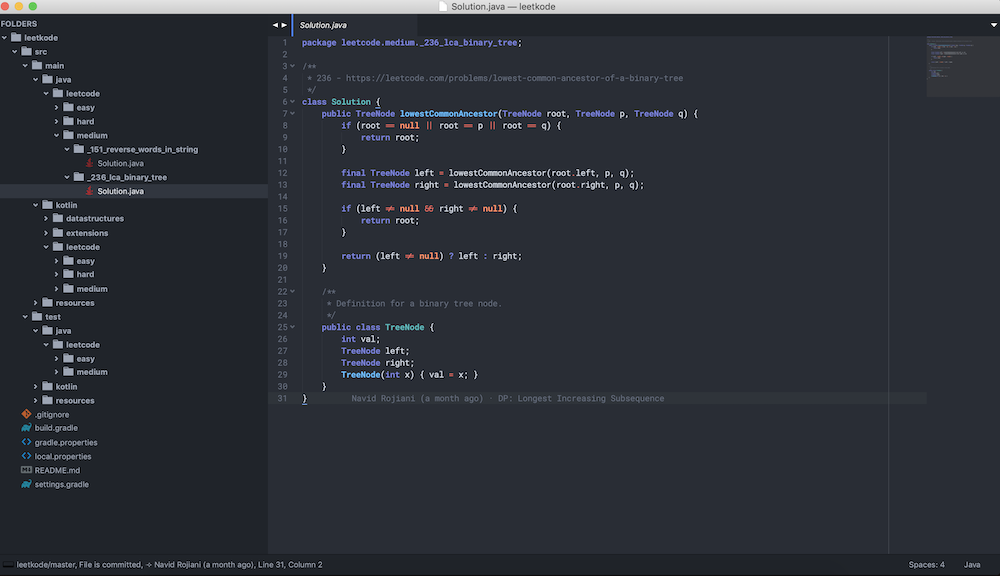 Solution.java — leetkode
FOLDERS
leetkode
src
main
java
leetcode
easy
hard
medium
_151_reverse_words_in_string
Solution.java
_236_lca_binary_tree
Solution.java
kotlin
datastructures
extensions
leetcode
easy
hard
medium
resources
test
java
leetcode
easy
medium
kotlin
resources
.gitignore
build.gradle
gradle.properties
local.properties
README.md
settings.gradle
Solution.java
1 package leetcode.medium._236_lca_binary_tree;
2
3 /**
4 * 236 - https://leetcode.com/problems/lowest-common-ancestor-of-a-binary-tree
5 */
6 class Solution {
7 public TreeNode lowestCommonAncestor(TreeNode root, TreeNode p, TreeNode q) {
8 if (root == null || root == p || root == q) {
9 return root;
10 }
11
12 final TreeNode left = lowestCommonAncestor(root.left, p, q);
13 final TreeNode right = lowestCommonAncestor(root.right, p, q);
14
15 if (left != null && right != null) {
16 return root;
17 }
18
19 return (left != null) ? left : right;
20 }
21
22 /**
23 * Definition for a binary tree node.
24 */
25 public class TreeNode {
26 int val;
27 TreeNode left;
28 TreeNode right;
29 TreeNode(int x) { val = x; }
30 }
31 } Navid Rojiani (a month ago) · DP: Longest Increasing Subsequence
leetkode/master, File is committed, ⊹ Navid Rojiani (a month ago), Line 31, Column 2
Spaces: 4 Java